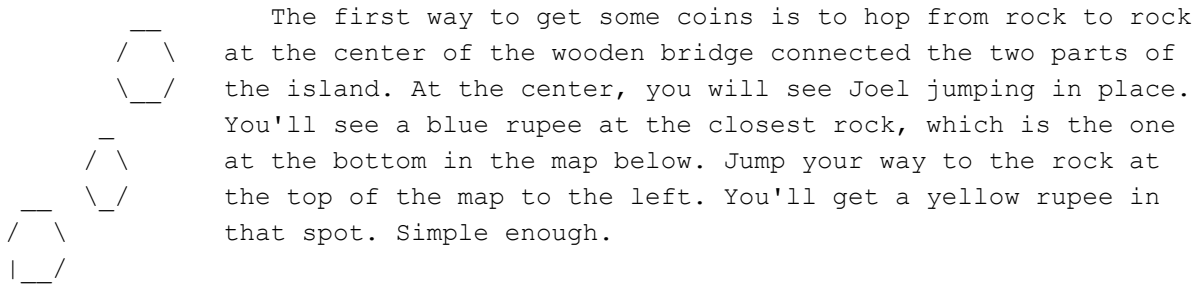 The first way to get some coins is to hop from rock to rock
at the center of the wooden bridge connected the two parts of
the island. At the center, you will see Joel jumping in place.
You'll see a blue rupee at the closest rock, which is the one
at the bottom in the map below. Jump your way to the rock at
the top of the map to the left. You'll get a yellow rupee in
that spot. Simple enough.